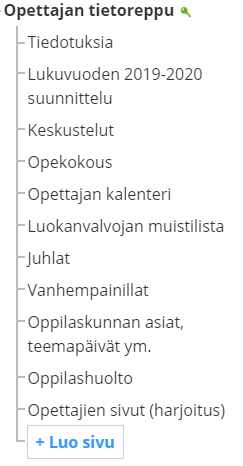 Opettajan tietoreppu
Tiedotuksia
Lukuvuoden 2019-2020
suunnittelu
Keskustelut
Opekokous
Opettajan kalenteri
Luokanvalvojan muistilista
Juhlat
Vanhempainillat
Oppilaskunnan asiat,
teemapäivät ym.
Oppilashuolto
Opettajien sivut (harjoitus)
+ Luo sivu